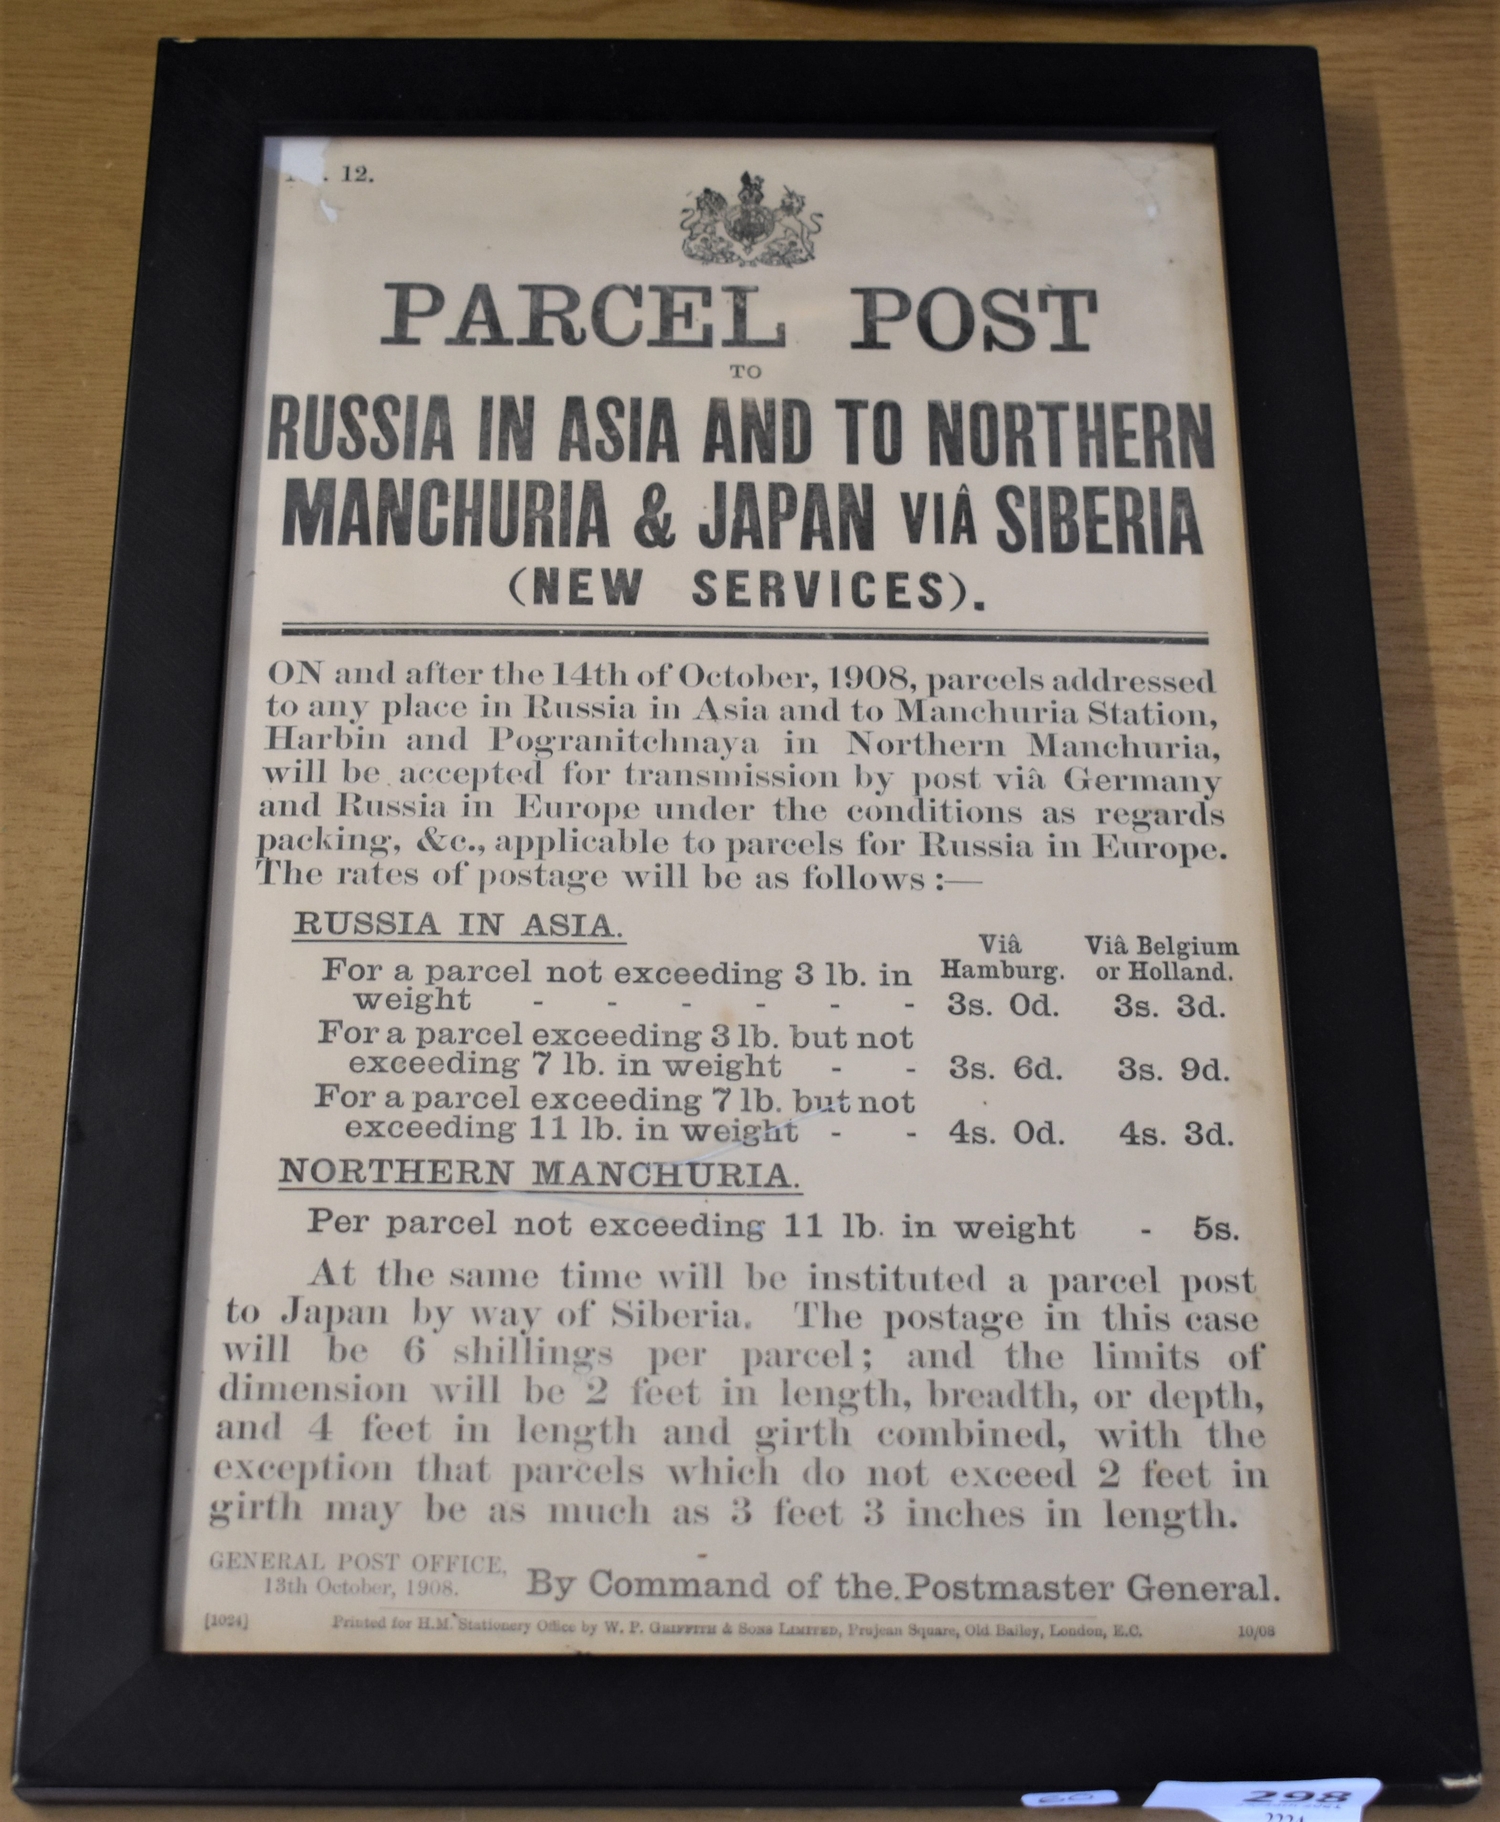 12.
PARCEL POST
TO
RUSSIA IN ASIA AND TO NORTHERN
MANCHURIA & JAPAN VIÂ SIBERIA
(NEW SERVICES).
ON and after the 14th of October, 1908, parcels addressed
to any place in Russia in Asia and to Manchuria Station,
Harbin and Pogranitchnaya in Northern Manchuria,
will be accepted for transmission by post viâ Germany
and Russia in Europe under the conditions as regards
packing, &c., applicable to parcels for Russia in Europe.
The rates of postage will be as follows :—
RUSSIA IN ASIA.
Viâ Viâ Belgium
Hamburg. or Holland.
For a parcel not exceeding 3 lb. in
weight - - - - - - 3s. 0d. 3s. 3d.
For a parcel exceeding 3 lb. but not
exceeding 7 lb. in weight - - 3s. 6d. 3s. 9d.
For a parcel exceeding 7 lb. but not
exceeding 11 lb. in weight - - 4s. 0d. 4s. 3d.
NORTHERN MANCHURIA.
Per parcel not exceeding 11 lb. in weight - 5s.
At the same time will be instituted a parcel post
to Japan by way of Siberia. The postage in this case
will be 6 shillings per parcel; and the limits of
dimension will be 2 feet in length, breadth, or depth,
and 4 feet in length and girth combined, with the
exception that parcels which do not exceed 2 feet in
girth may be as much as 3 feet 3 inches in length.
GENERAL POST OFFICE,
13th October, 1908.
By Command of the Postmaster General.
[1024] Printed for H.M. Stationery Office by W. P. GRIFFITH & SONS LIMITED, Prujean Square, Old Bailey, London, E.C. 10/08
298